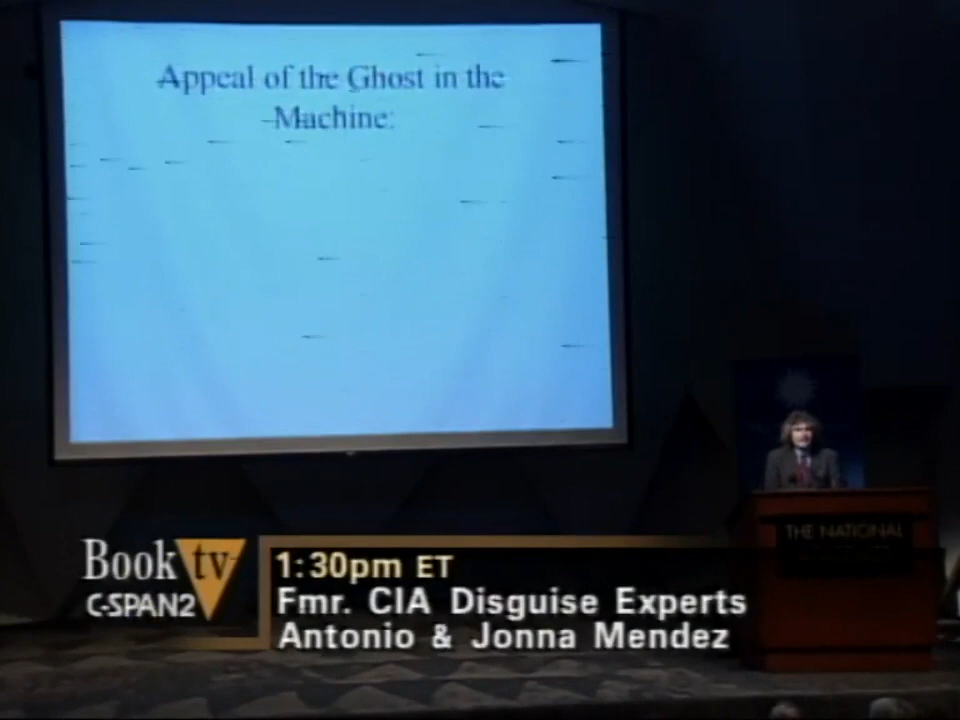 Appeal of the Ghost in the
Machine:
THE NATIONAL
Book tv
C-SPAN2
1:30pm ET
Fmr. CIA Disguise Experts
Antonio & Jonna Mendez